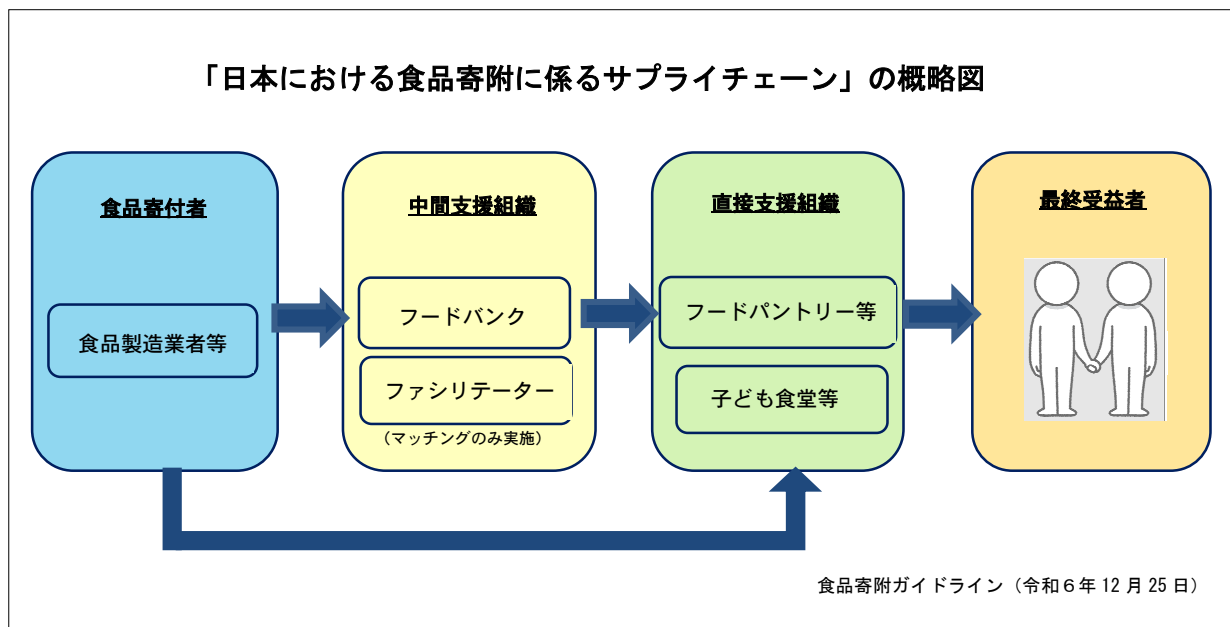 「日本における食品寄附に係るサプライチェーン」の概略図
食品寄付者
食品製造業者等
中間支援組織
フードバンク
ファシリテーター
（マッチングのみ実施）
直接支援組織
フードパントリー等
子ども食堂等
最終受益者
食品寄附ガイドライン（令和６年 12 月 25 日）